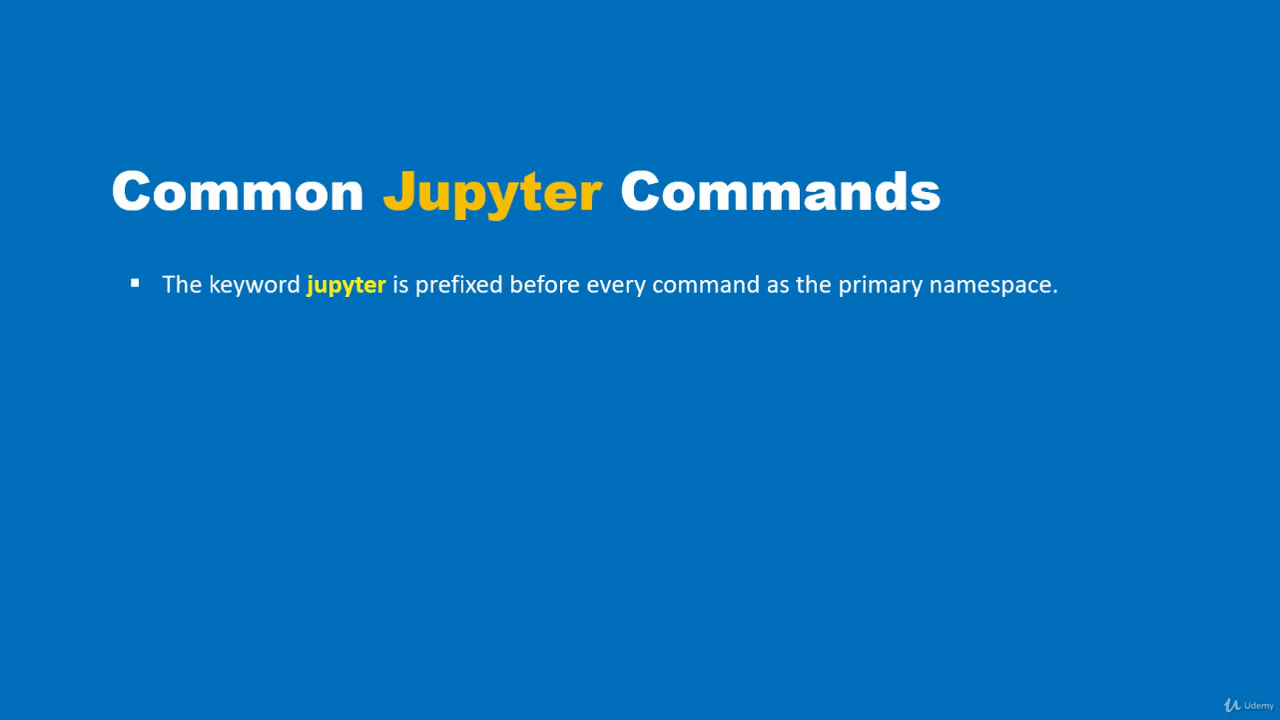 Common Jupyter Commands
▪ The keyword jupyter is prefixed before every command as the primary namespace.
Udemy